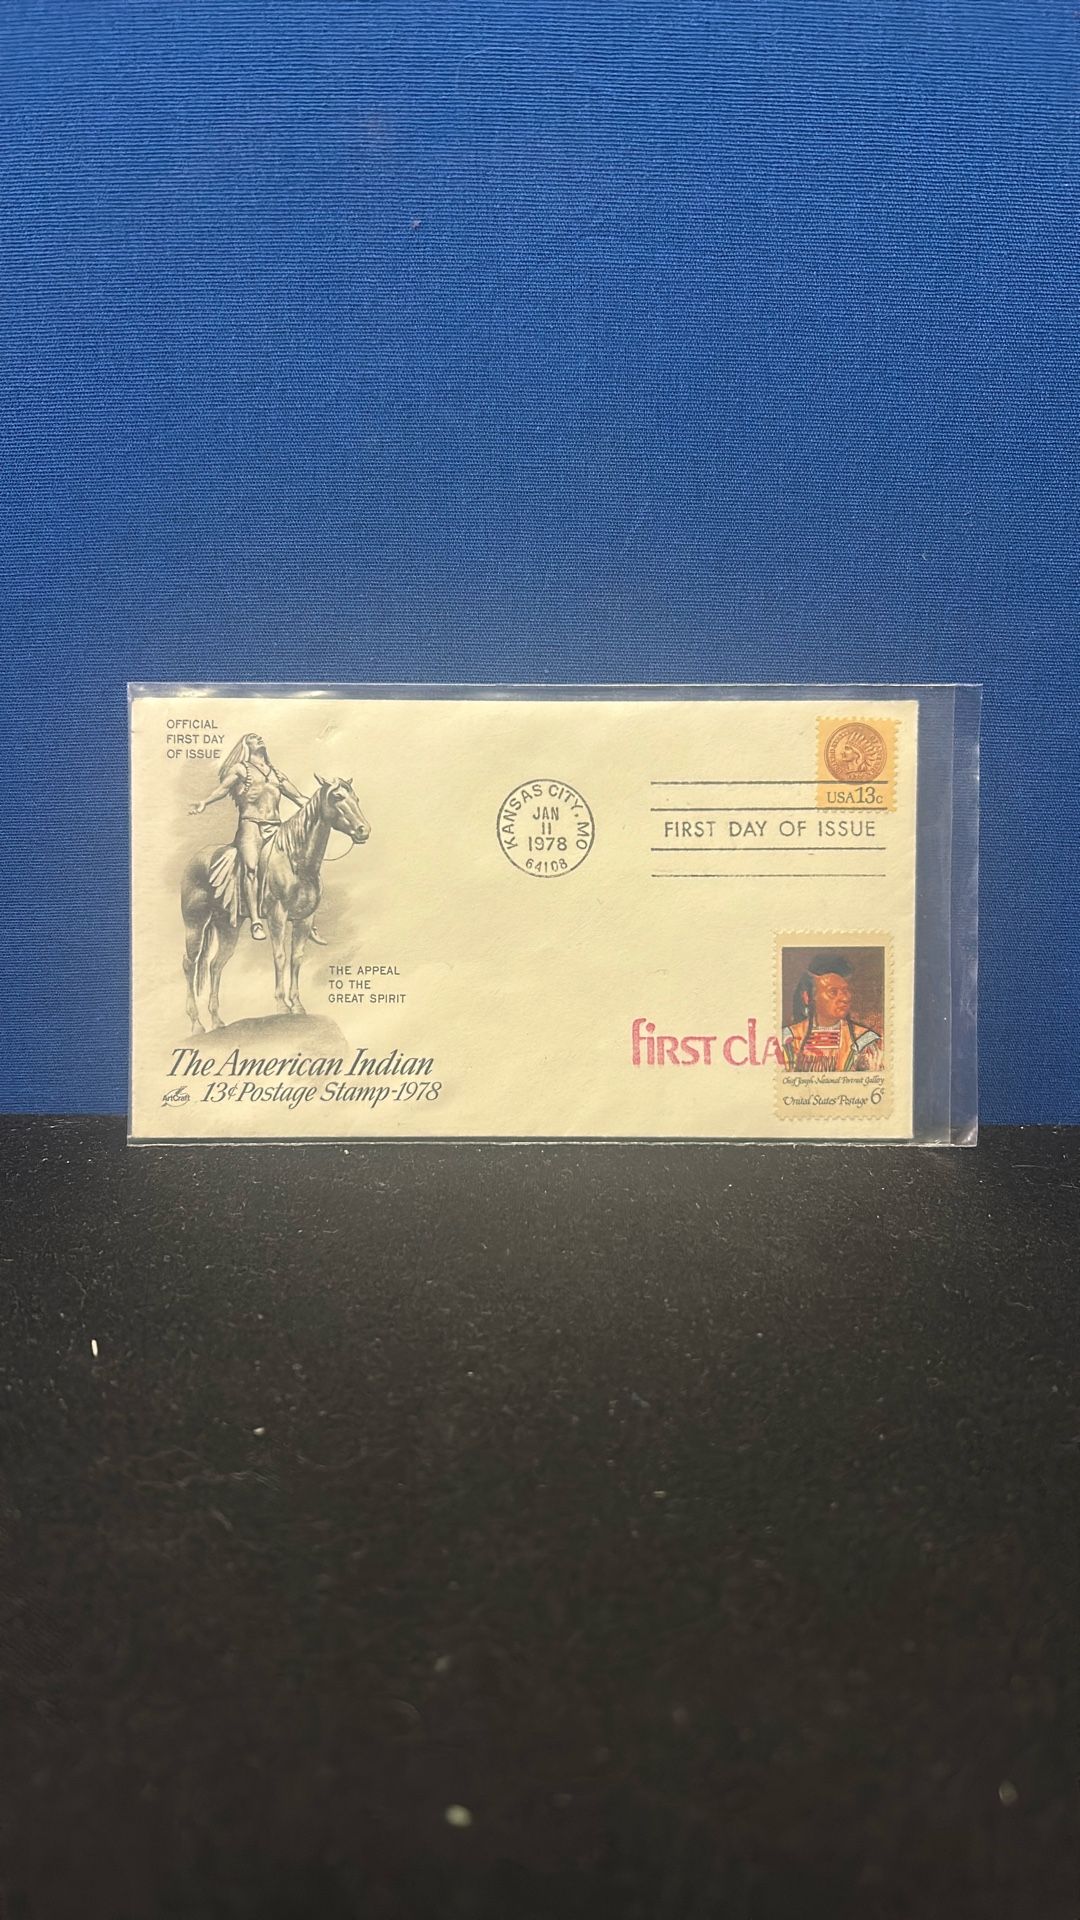 OFFICIAL
FIRST DAY
OF ISSUE
USA13c
KANSAS CITY, MO
JAN
11
1978
64108
FIRST DAY OF ISSUE
THE APPEAL
TO THE
GREAT SPIRIT
first cla
The American Indian
ArtCraft 13¢ Postage Stamp-1978
Chief Joseph-National Portrait Gallery
United States Postage 6¢